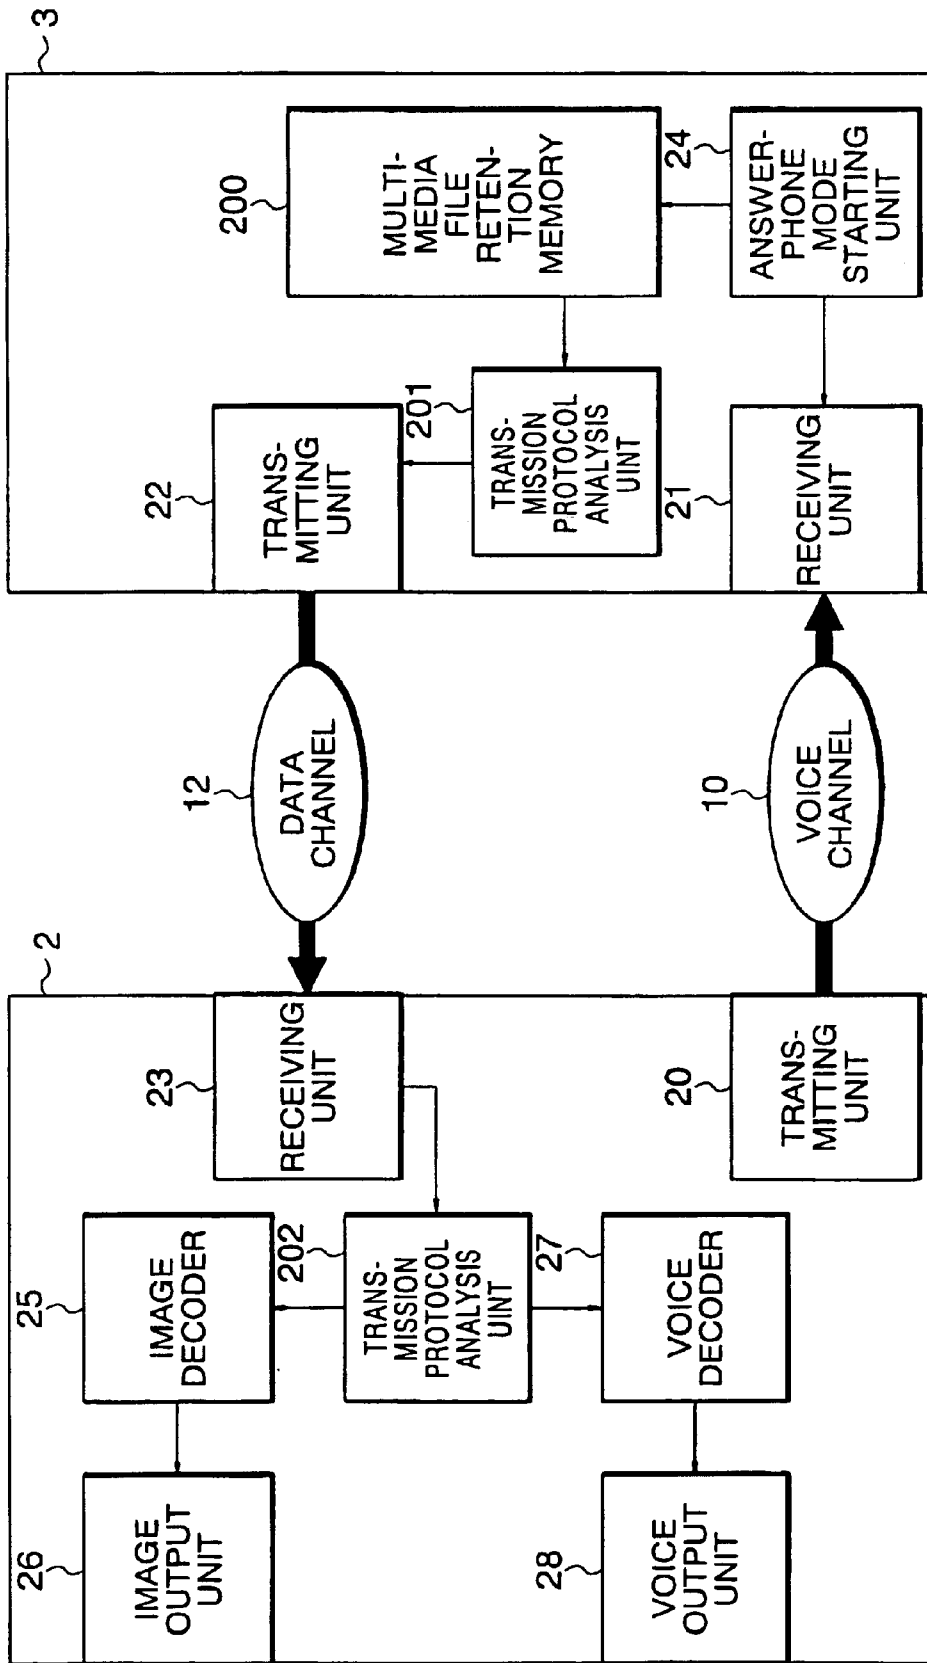 2
26
IMAGE
OUTPUT
UNIT
25
IMAGE
DECODER
23
RECEIVING
UNIT
202
TRANS-
MISSION
PROTOCOL
ANALYSIS
UINT
28
VOICE
OUTPUT
UNIT
27
VOICE
DECODER
20
TRANS-
MITTING
UNIT
12
DATA
CHANNEL
10
VOICE
CHANNEL
3
22
TRANS-
MITTING
UNIT
200
MULTI-
MEDIA
FILE
RETEN-
TION
MEMORY
201
TRANS-
MISSION
PROTOCOL
ANALYSIS
UINT
21
RECEIVING
UNIT
24
ANSWER-
PHONE
MODE
STARTING
UNIT